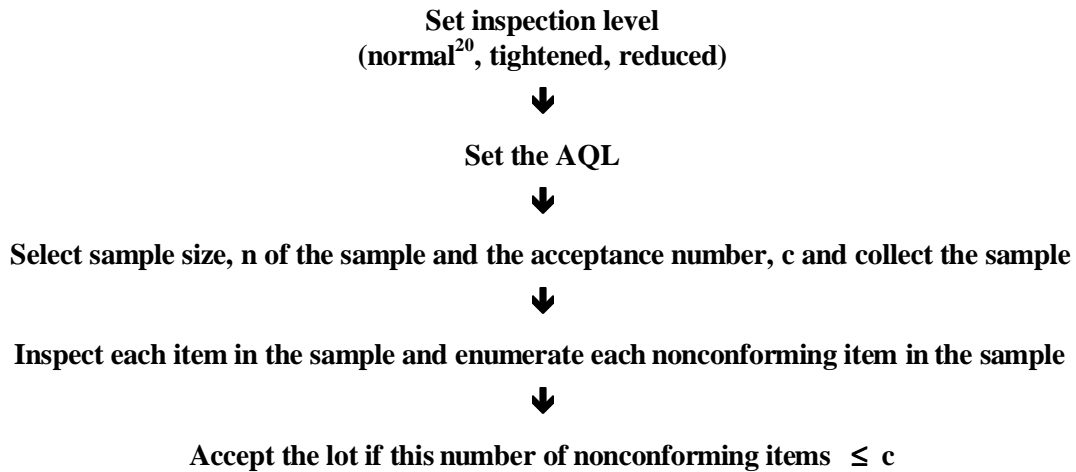 Set inspection level
(normal20, tightened, reduced)
🡻
Set the AQL
🡻
Select sample size, n of the sample and the acceptance number, c and collect the sample
🡻
Inspect each item in the sample and enumerate each nonconforming item in the sample
🡻
Accept the lot if this number of nonconforming items ≤ c